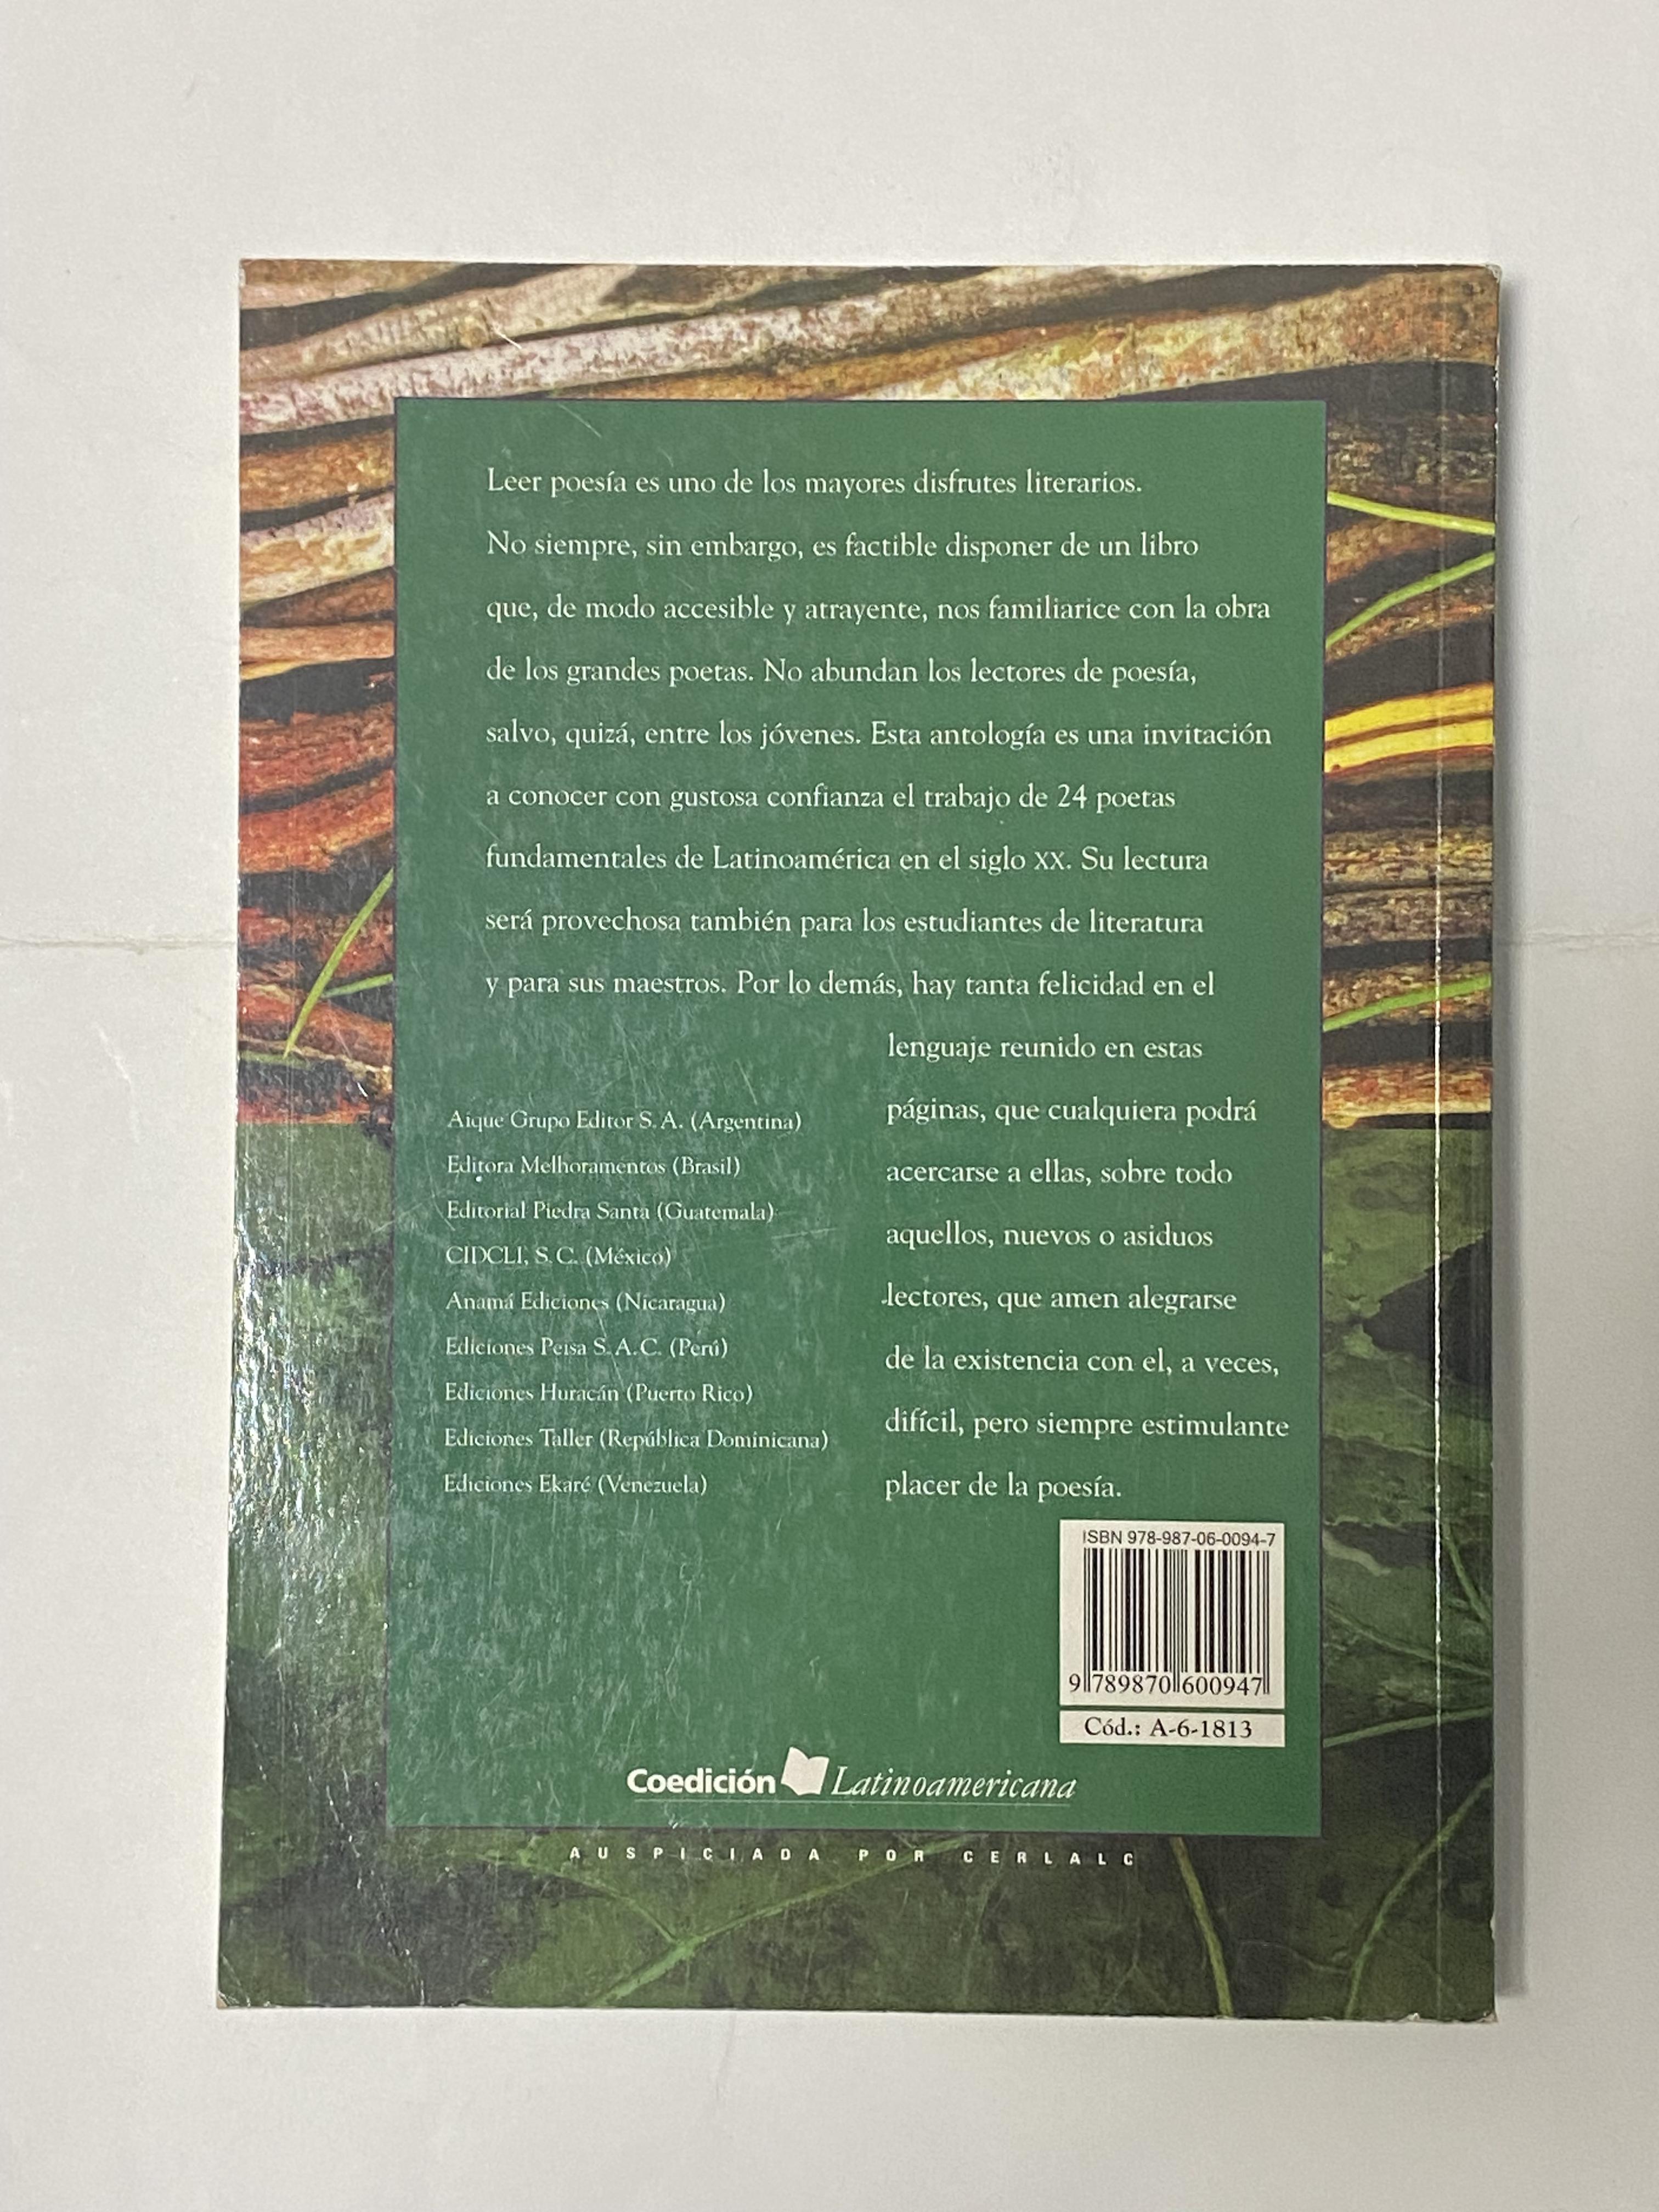 Leer poesía es uno de los mayores disfrutes literarios.
No siempre, sin embargo, es factible disponer de un libro
que, de modo accesible y atrayente, nos familiarice con la obra
de los grandes poetas. No abundan los lectores de poesía,
salvo, quizá, entre los jóvenes. Esta antología es una invitación
a conocer con gustosa confianza el trabajo de 24 poetas
fundamentales de Latinoamérica en el siglo XX. Su lectura
será provechosa también para los estudiantes de literatura
y para sus maestros. Por lo demás, hay tanta felicidad en el
lenguaje reunido en estas
páginas, que cualquiera podrá
acercarse a ellas, sobre todo
aquellos, nuevos o asiduos
lectores, que amen alegrarse
de la existencia con el, a veces,
difícil, pero siempre estimulante
placer de la poesía.
Aique Grupo Editor S.A. (Argentina)
Editora Melhoramentos (Brasil)
Editorial Piedra Santa (Guatemala)
CIDCLI, S.C. (México)
Anamá Ediciones (Nicaragua)
Ediciones Peisa S.A.C. (Perú)
Ediciones Huracán (Puerto Rico)
Ediciones Taller (República Dominicana)
Ediciones Ekaré (Venezuela)
ISBN 978-987-06-0094-7
9 789870 600947
Cód.: A-6-1813
Coedición Latinoamericana
AUSPICIADA POR CERLALC